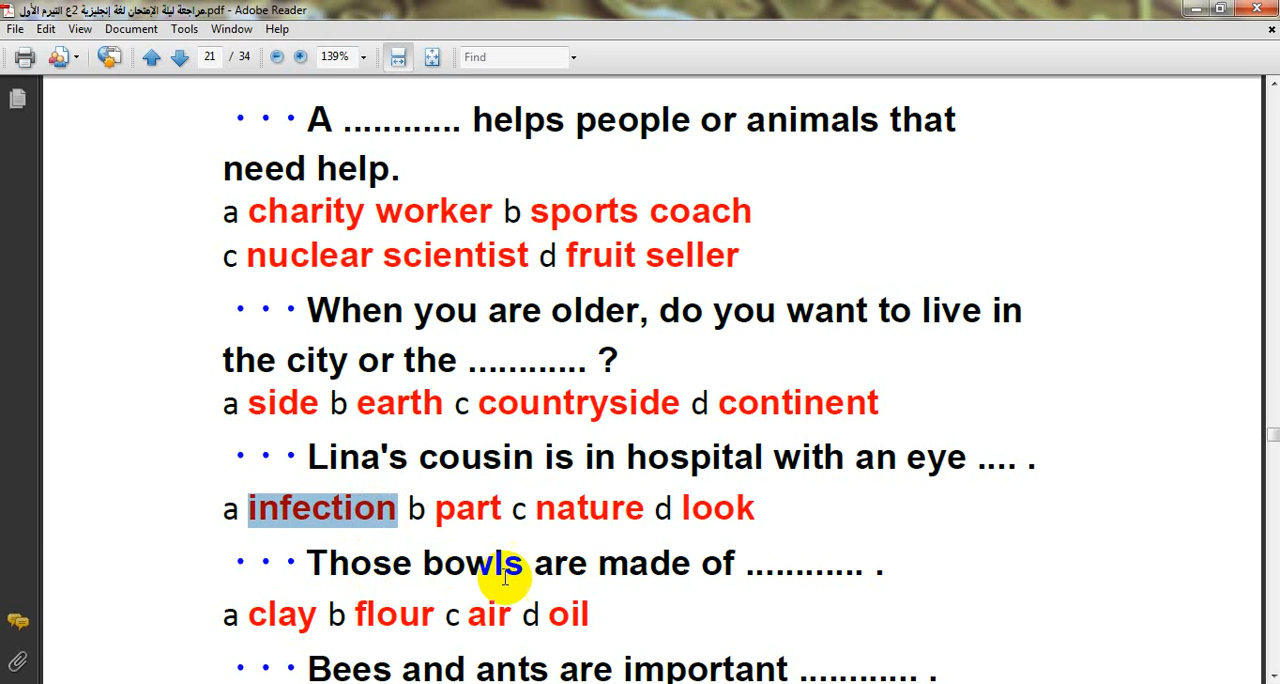 مراجعة ليلة الإمتحان لغة إنجليزية 2ع التيرم الأول.pdf - Adobe Reader
File Edit View Document Tools Window Help
21 / 34 139% Find
... A ............ helps people or animals that
need help.
a charity worker b sports coach
c nuclear scientist d fruit seller
... When you are older, do you want to live in
the city or the ............ ?
a side b earth c countryside d continent
... Lina's cousin is in hospital with an eye .... .
a infection b part c nature d look
... Those bowls are made of ............ .
a clay b flour c air d oil
... Bees and ants are important ............ .